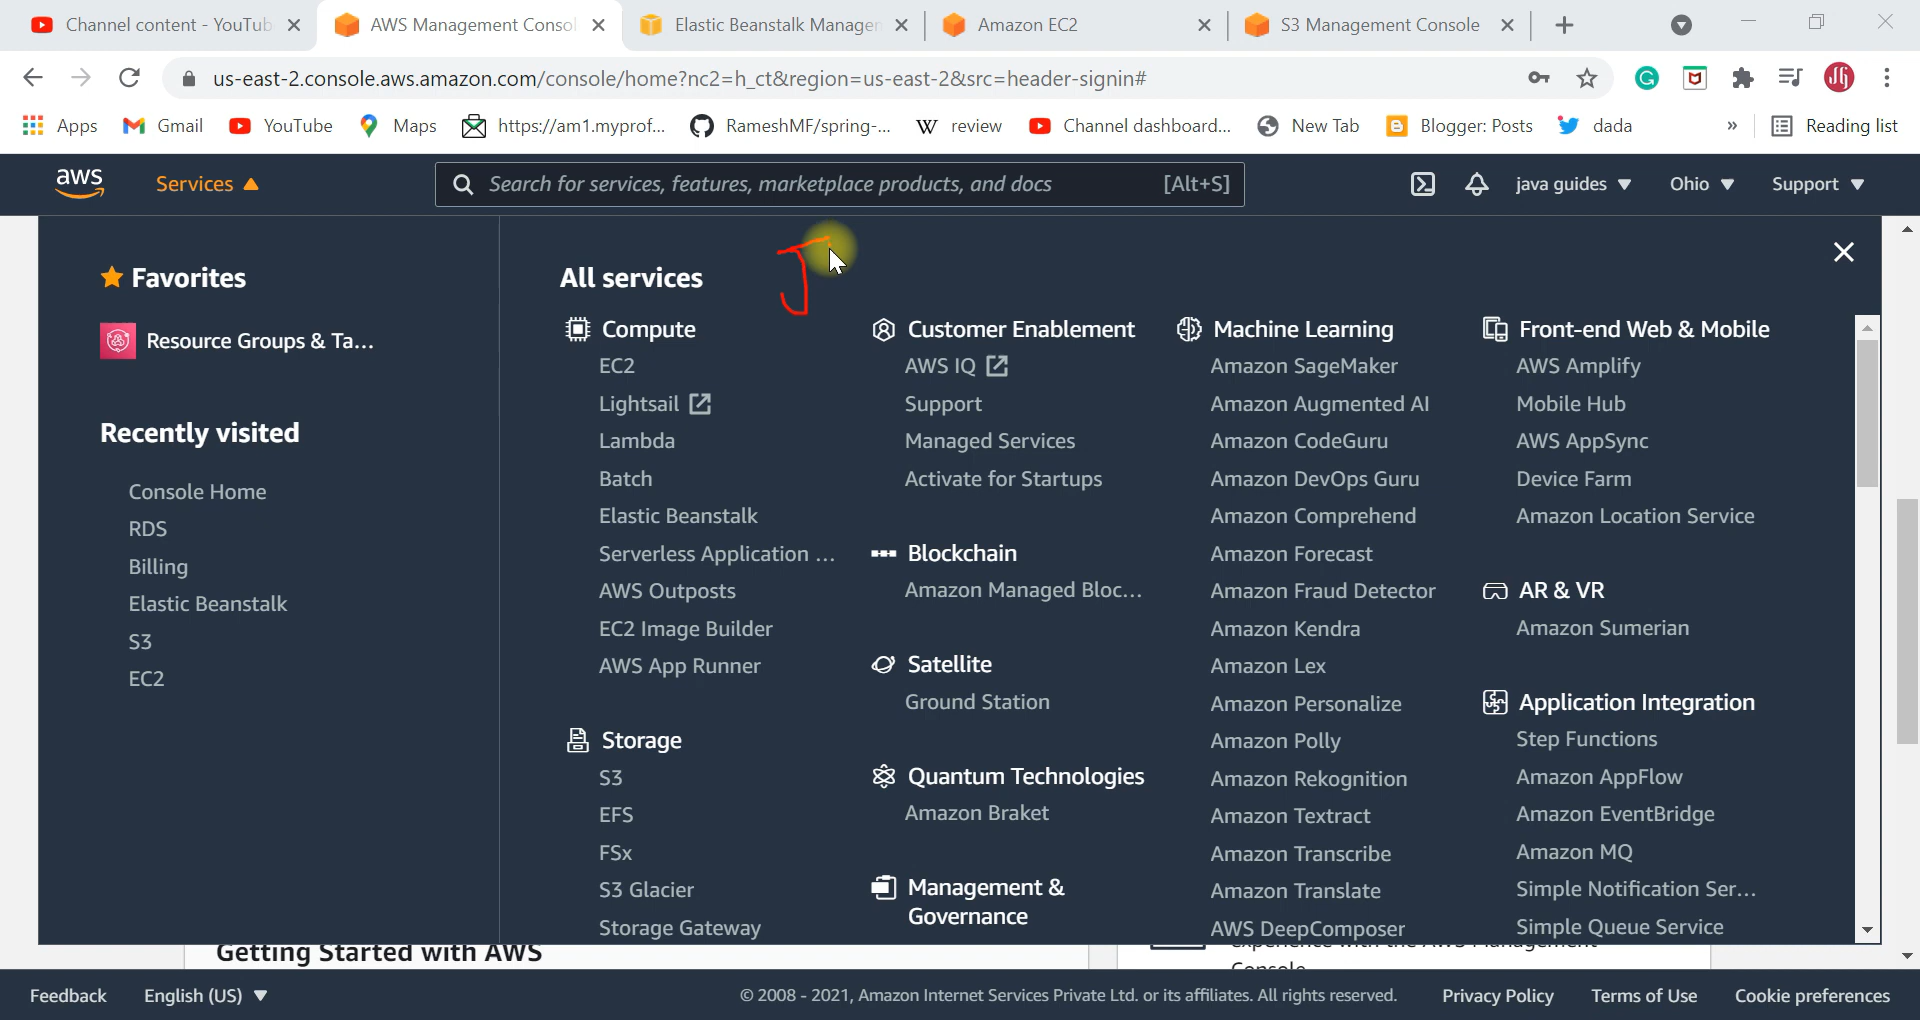 Channel content - YouTub
AWS Management Consol
Elastic Beanstalk Managem
Amazon EC2
S3 Management Console
us-east-2.console.aws.amazon.com/console/home?nc2=h_ct&region=us-east-2&src=header-signin#
Apps
Gmail
YouTube
Maps
https://am1.myprof...
RameshMF/spring-...
W review
Channel dashboard...
New Tab
Blogger: Posts
dada
»
Reading list
aws
Services
Search for services, features, marketplace products, and docs
[Alt+S]
java guides
Ohio
Support
Favorites
Resource Groups & Ta...
Recently visited
Console Home
RDS
Billing
Elastic Beanstalk
S3
EC2
All services
J
Compute
EC2
Lightsail
Lambda
Batch
Elastic Beanstalk
Serverless Application ...
AWS Outposts
EC2 Image Builder
AWS App Runner
Storage
S3
EFS
FSx
S3 Glacier
Storage Gateway
Customer Enablement
AWS IQ
Support
Managed Services
Activate for Startups
Blockchain
Amazon Managed Bloc...
Satellite
Ground Station
Quantum Technologies
Amazon Braket
Management &
Governance
Machine Learning
Amazon SageMaker
Amazon Augmented AI
Amazon CodeGuru
Amazon DevOps Guru
Amazon Comprehend
Amazon Forecast
Amazon Fraud Detector
Amazon Kendra
Amazon Lex
Amazon Personalize
Amazon Polly
Amazon Rekognition
Amazon Textract
Amazon Transcribe
Amazon Translate
AWS DeepComposer
Front-end Web & Mobile
AWS Amplify
Mobile Hub
AWS AppSync
Device Farm
Amazon Location Service
AR & VR
Amazon Sumerian
Application Integration
Step Functions
Amazon AppFlow
Amazon EventBridge
Amazon MQ
Simple Notification Ser...
Simple Queue Service
Getting Started with AWS
experience with the AWS Management
Console
Feedback
English (US)
© 2008 - 2021, Amazon Internet Services Private Ltd. or its affiliates. All rights reserved.
Privacy Policy
Terms of Use
Cookie preferences